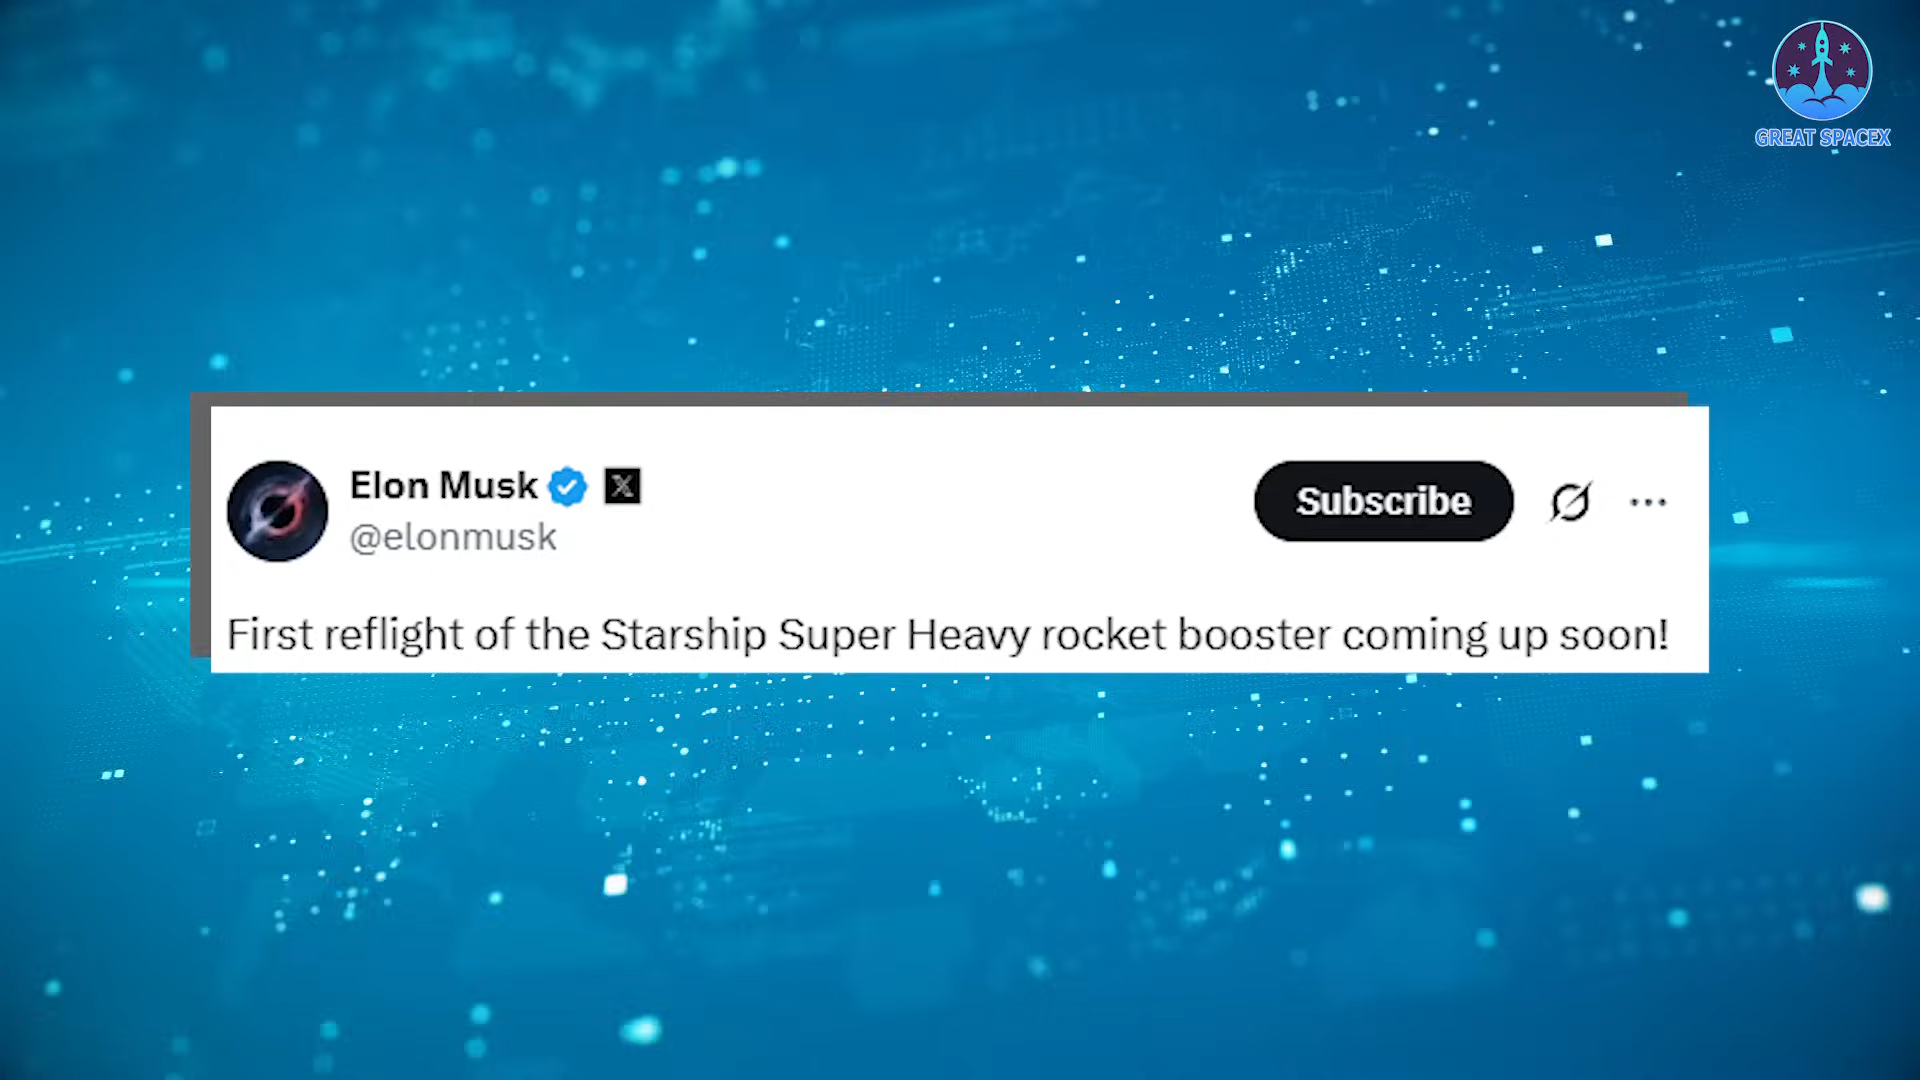 GREAT SPACEX
Elon Musk
@elonmusk
Subscribe
First reflight of the Starship Super Heavy rocket booster coming up soon!